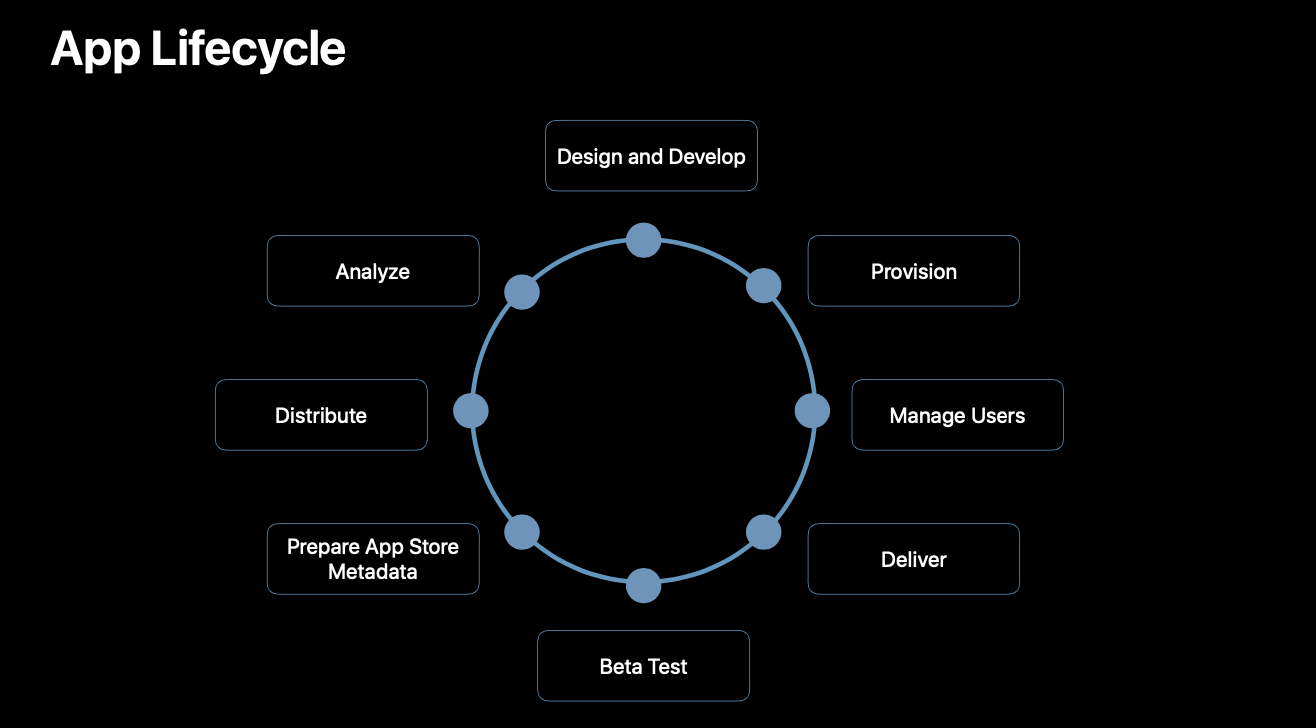 App Lifecycle
Design and Develop
Provision
Manage Users
Deliver
Beta Test
Prepare App Store
Metadata
Distribute
Analyze